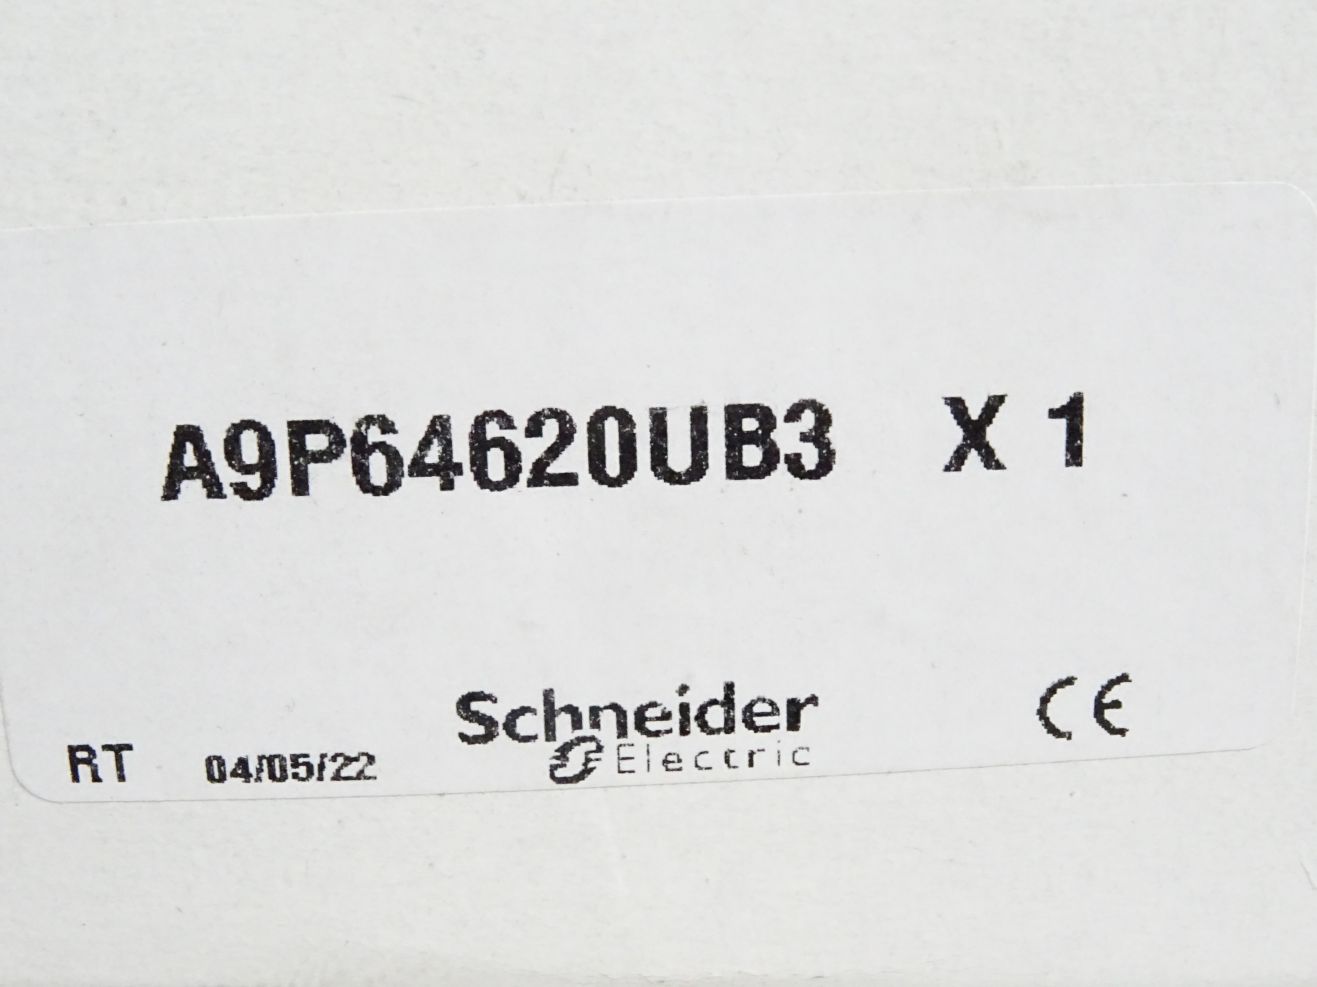 A9P64620UB3 X 1
Schneider
Electric
CE
RT 04/05/22